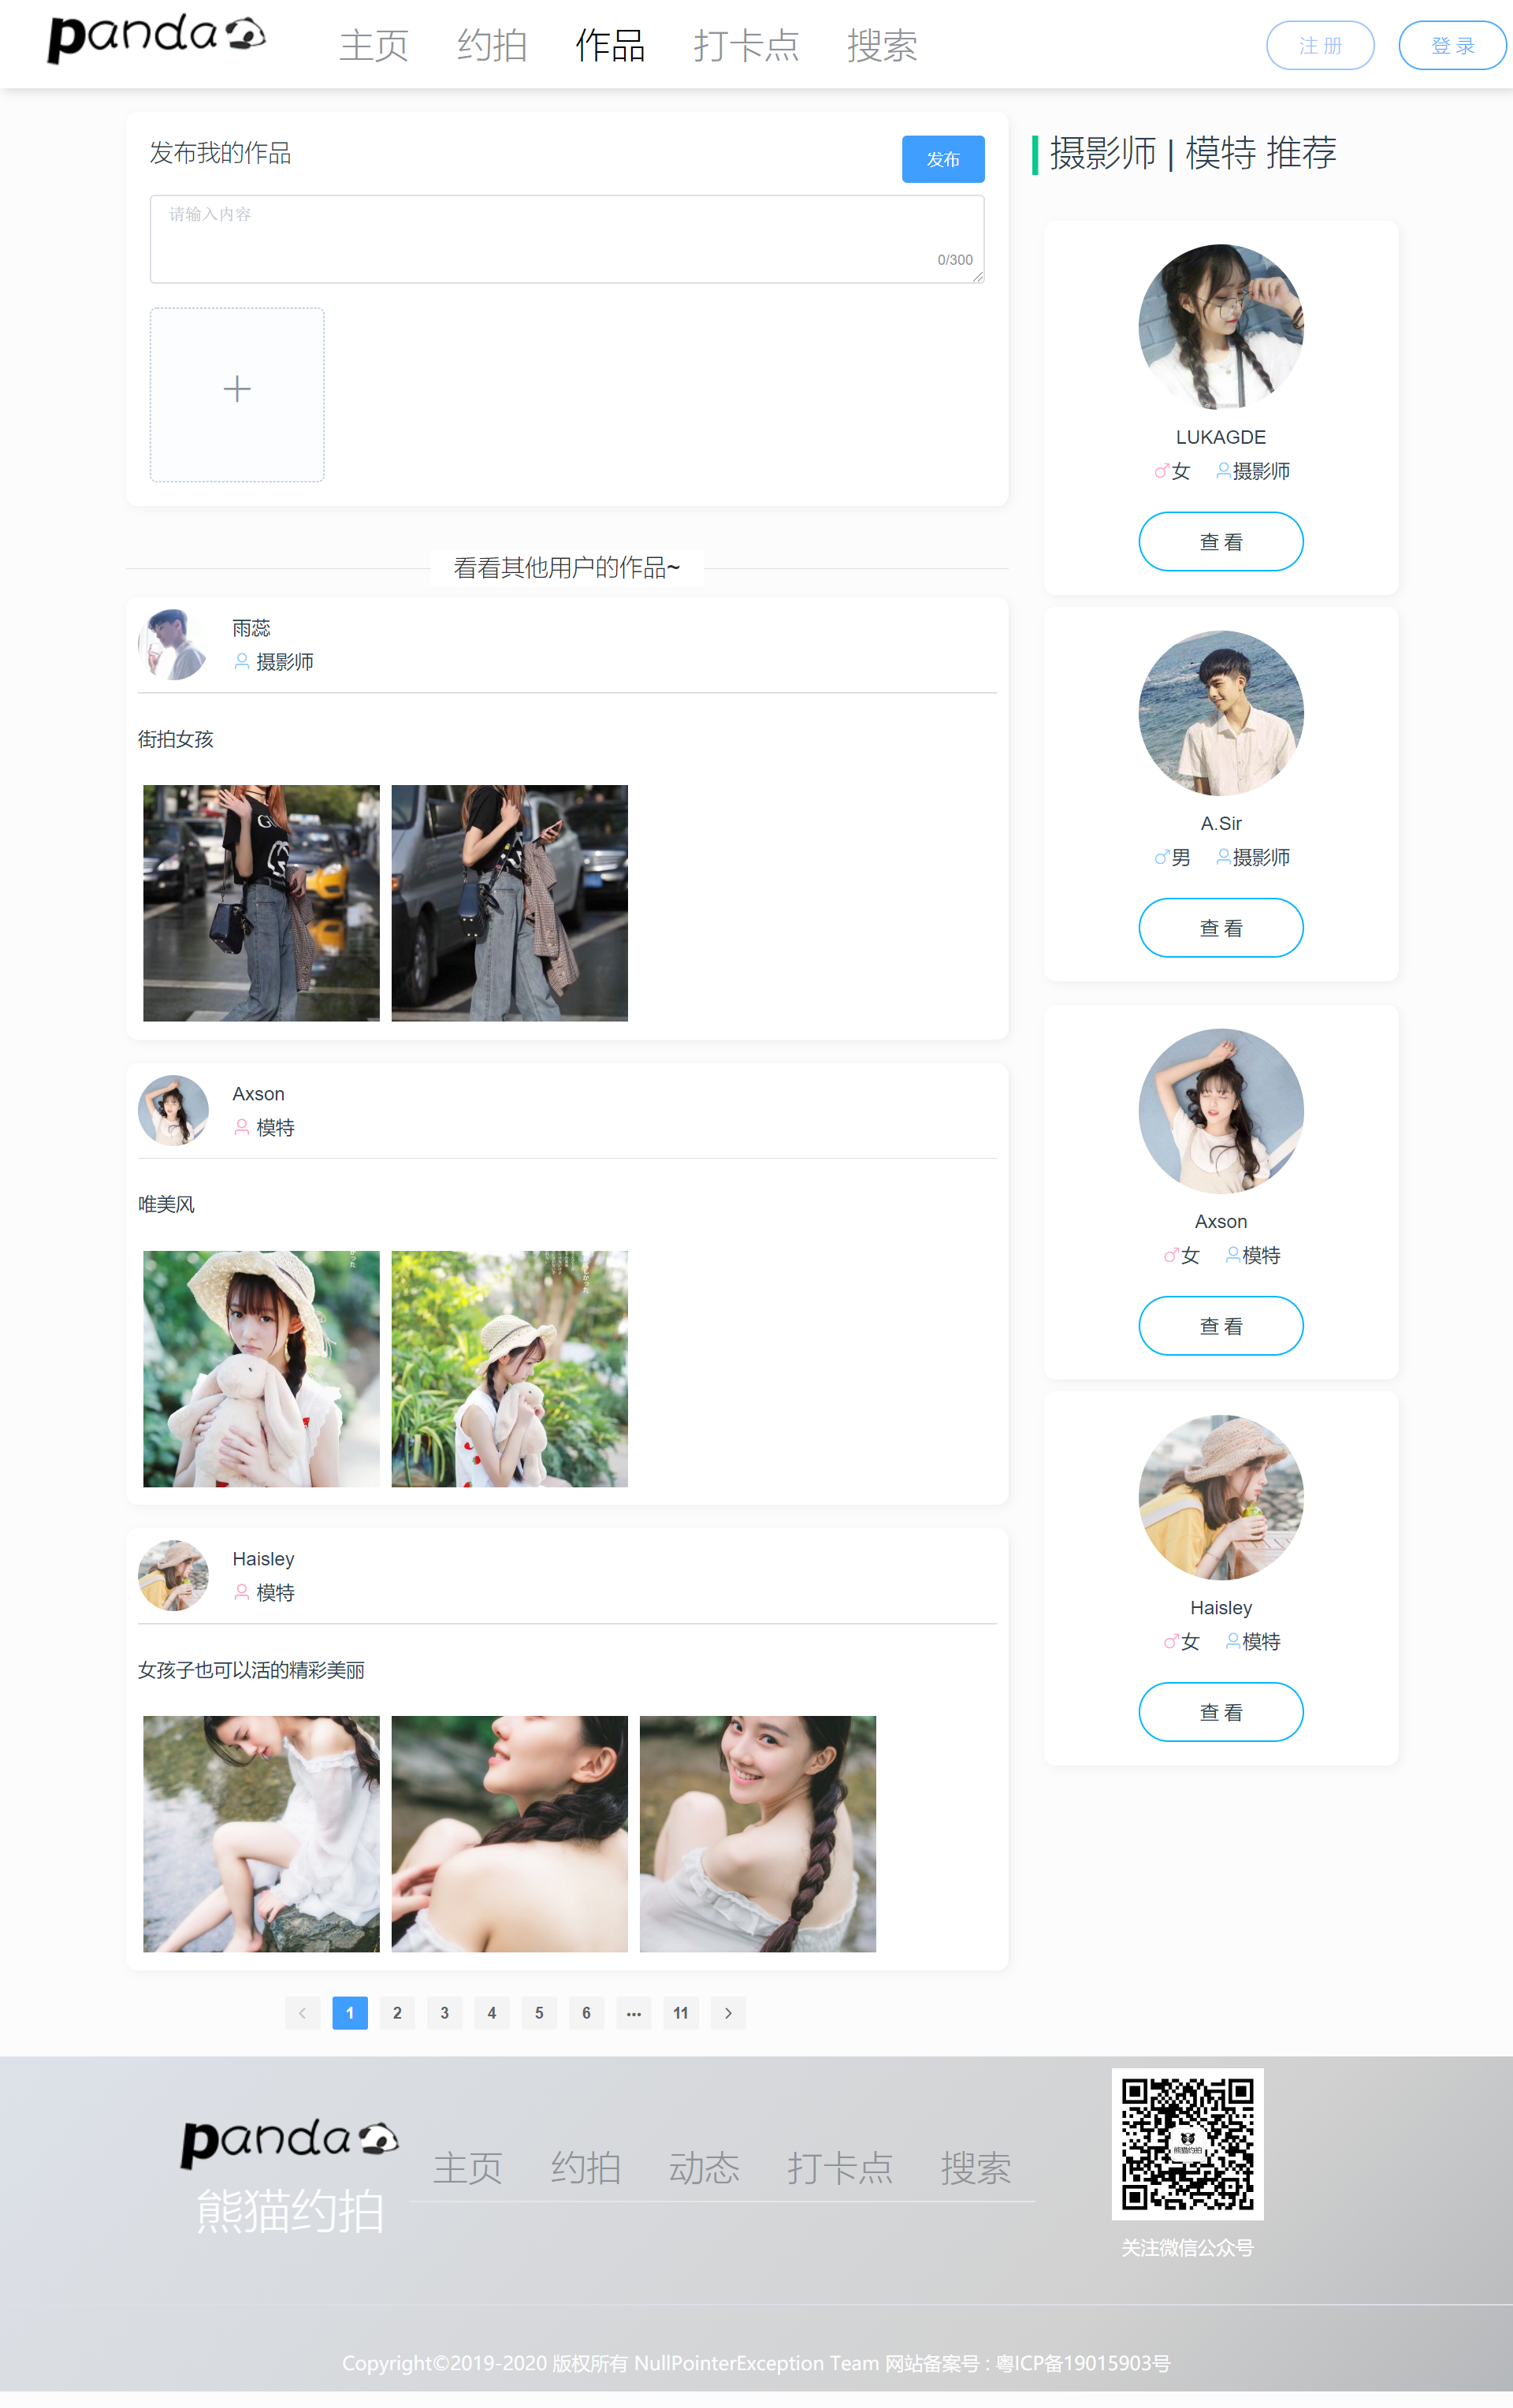 panda
主页 约拍 作品 打卡点 搜索
注 册 登 录
发布我的作品
发布
请输入内容
0/300
看看其他用户的作品~
雨蕊
摄影师
街拍女孩
Axson
模特
唯美风
Haisley
模特
女孩子也可以活的精彩美丽
1 2 3 4 5 6 ••• 11
摄影师 | 模特 推荐
LUKAGDE
女 摄影师
查 看
A.Sir
男 摄影师
查 看
Axson
女 模特
查 看
Haisley
女 模特
查 看
panda
熊猫约拍
主页 约拍 动态 打卡点 搜索
熊猫约拍
关注微信公众号
Copyright©2019-2020 版权所有 NullPointerException Team 网站备案号 : 粤ICP备19015903号